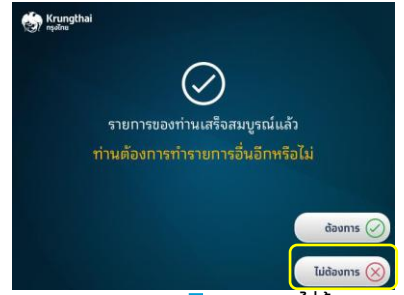 Krungthai
กรุงไทย
รายการของท่านเสร็จสมบูรณ์แล้ว
ท่านต้องการทำรายการอื่นอีกหรือไม่
ต้องการ
ไม่ต้องการ